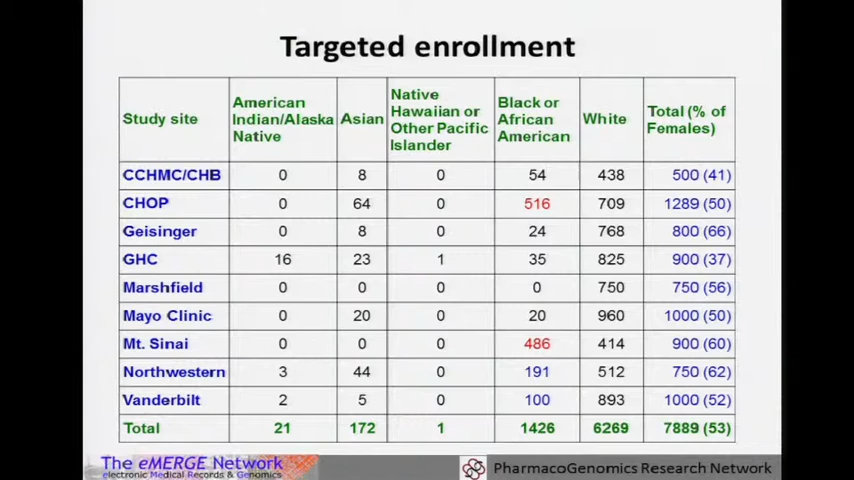 Targeted enrollment
Study site American Indian/Alaska Native Asian Native Hawaiian or Other Pacific Islander Black or African American White Total (% of Females)
CCHMC/CHB 0 8 0 54 438 500 (41)
CHOP 0 64 0 516 709 1289 (50)
Geisinger 0 8 0 24 768 800 (66)
GHC 16 23 1 35 825 900 (37)
Marshfield 0 0 0 0 750 750 (56)
Mayo Clinic 0 20 0 20 960 1000 (50)
Mt. Sinai 0 0 0 486 414 900 (60)
Northwestern 3 44 0 191 512 750 (62)
Vanderbilt 2 5 0 100 893 1000 (52)
Total 21 172 1 1426 6269 7889 (53)
The eMERGE Network
electronic Medical Records & Genomics
PharmacoGenomics Research Network